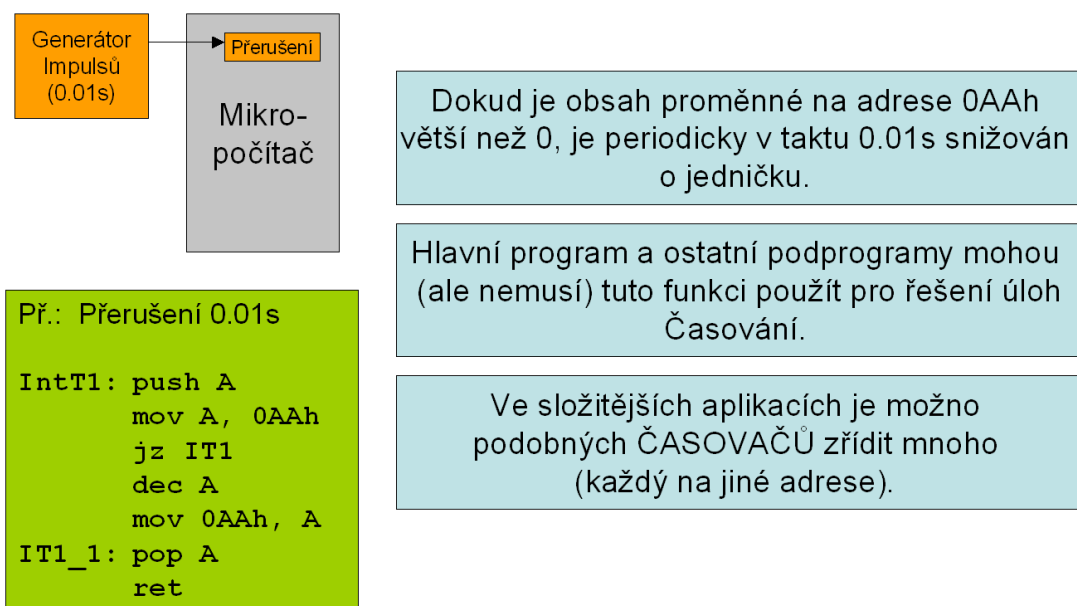 Generátor
Impulsů
(0.01s)
Přerušení
Mikro-
počítač
Dokud je obsah proměnné na adrese 0AAh
větší než 0, je periodicky v taktu 0.01s snižován
o jedničku.
Hlavní program a ostatní podprogramy mohou
(ale nemusí) tuto funkci použít pro řešení úloh
Časování.
Ve složitějších aplikacích je možno
podobných ČASOVAČŮ zřídit mnoho
(každý na jiné adrese).
Př.: Přerušení 0.01s
IntT1: push A
mov A, 0AAh
jz IT1
dec A
mov 0AAh, A
IT1_1: pop A
ret